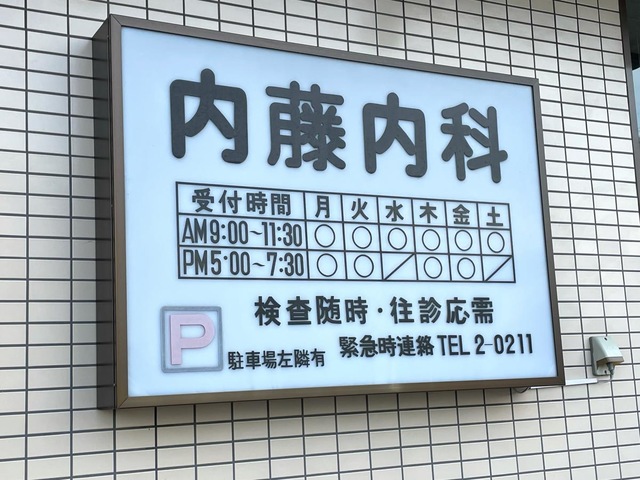 内藤内科
受付時間 月 火 水 木 金 土
AM9:00~11:30 ○ ○ ○ ○ ○ ○
PM5:00~7:30 ○ ○ / ○ ○ /
検査随時・往診応需
P 駐車場左隣有 緊急時連絡 TEL 2-0211